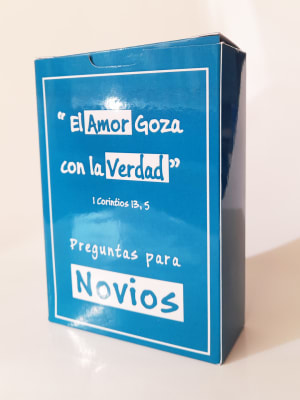 “El Amor Goza
con la Verdad”
1 Corintios 13, 5
Preguntas para
Novios